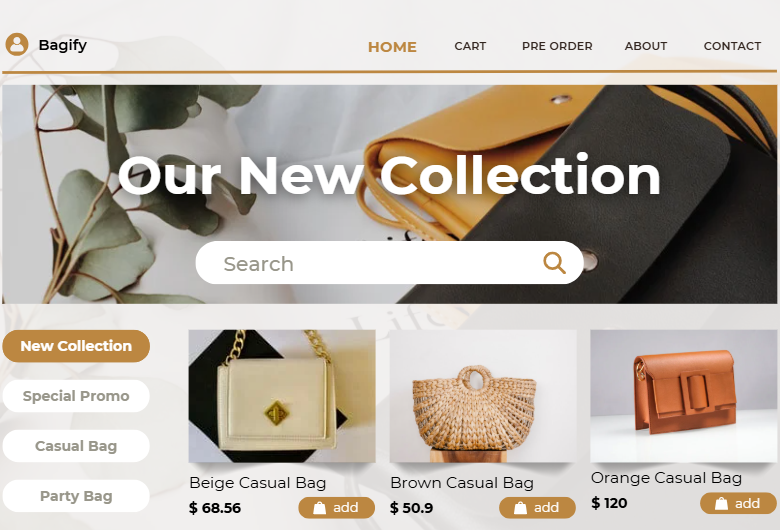 Bagify
HOME
CART
PRE ORDER
ABOUT
CONTACT
Our New Collection
Search
New Collection
Special Promo
Casual Bag
Party Bag
Beige Casual Bag
$ 68.56
add
Brown Casual Bag
$ 50.9
add
Orange Casual Bag
$ 120
add